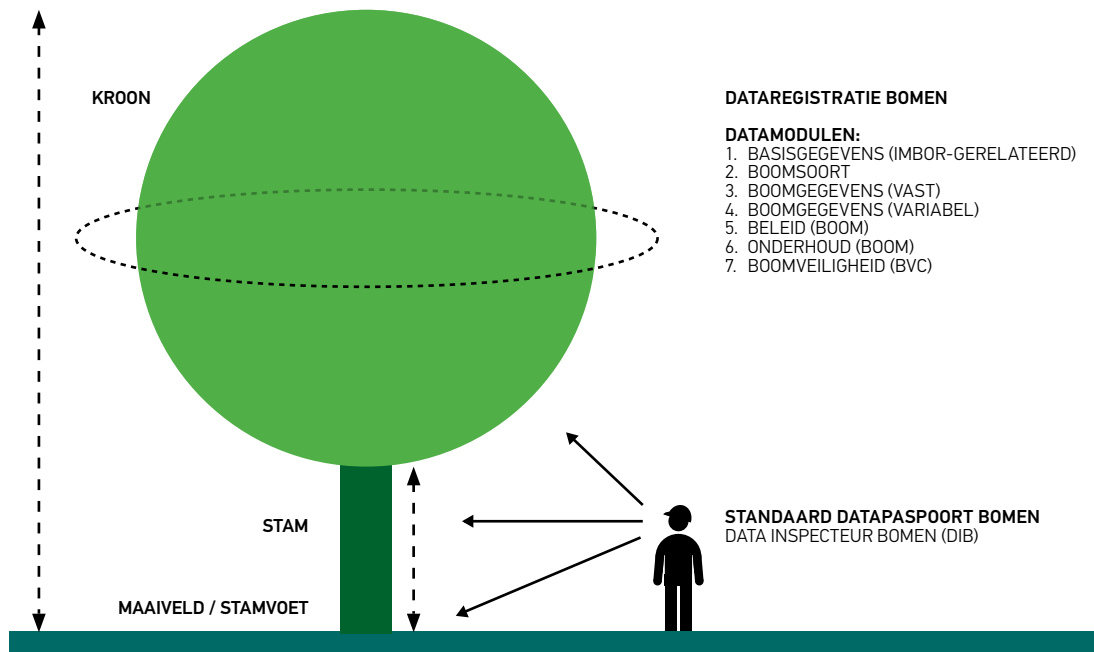 KROON
DATAREGISTRATIE BOMEN
DATAMODULEN:
1. BASISGEGEVENS (IMBOR-GERELATEERD)
2. BOOMSOORT
3. BOOMGEGEVENS (VAST)
4. BOOMGEGEVENS (VARIABEL)
5. BELEID (BOOM)
6. ONDERHOUD (BOOM)
7. BOOMVEILIGHEID (BVC)
STAM
STANDAARD DATAPASPOORT BOMEN
DATA INSPECTEUR BOMEN (DIB)
MAAIVELD / STAMVOET